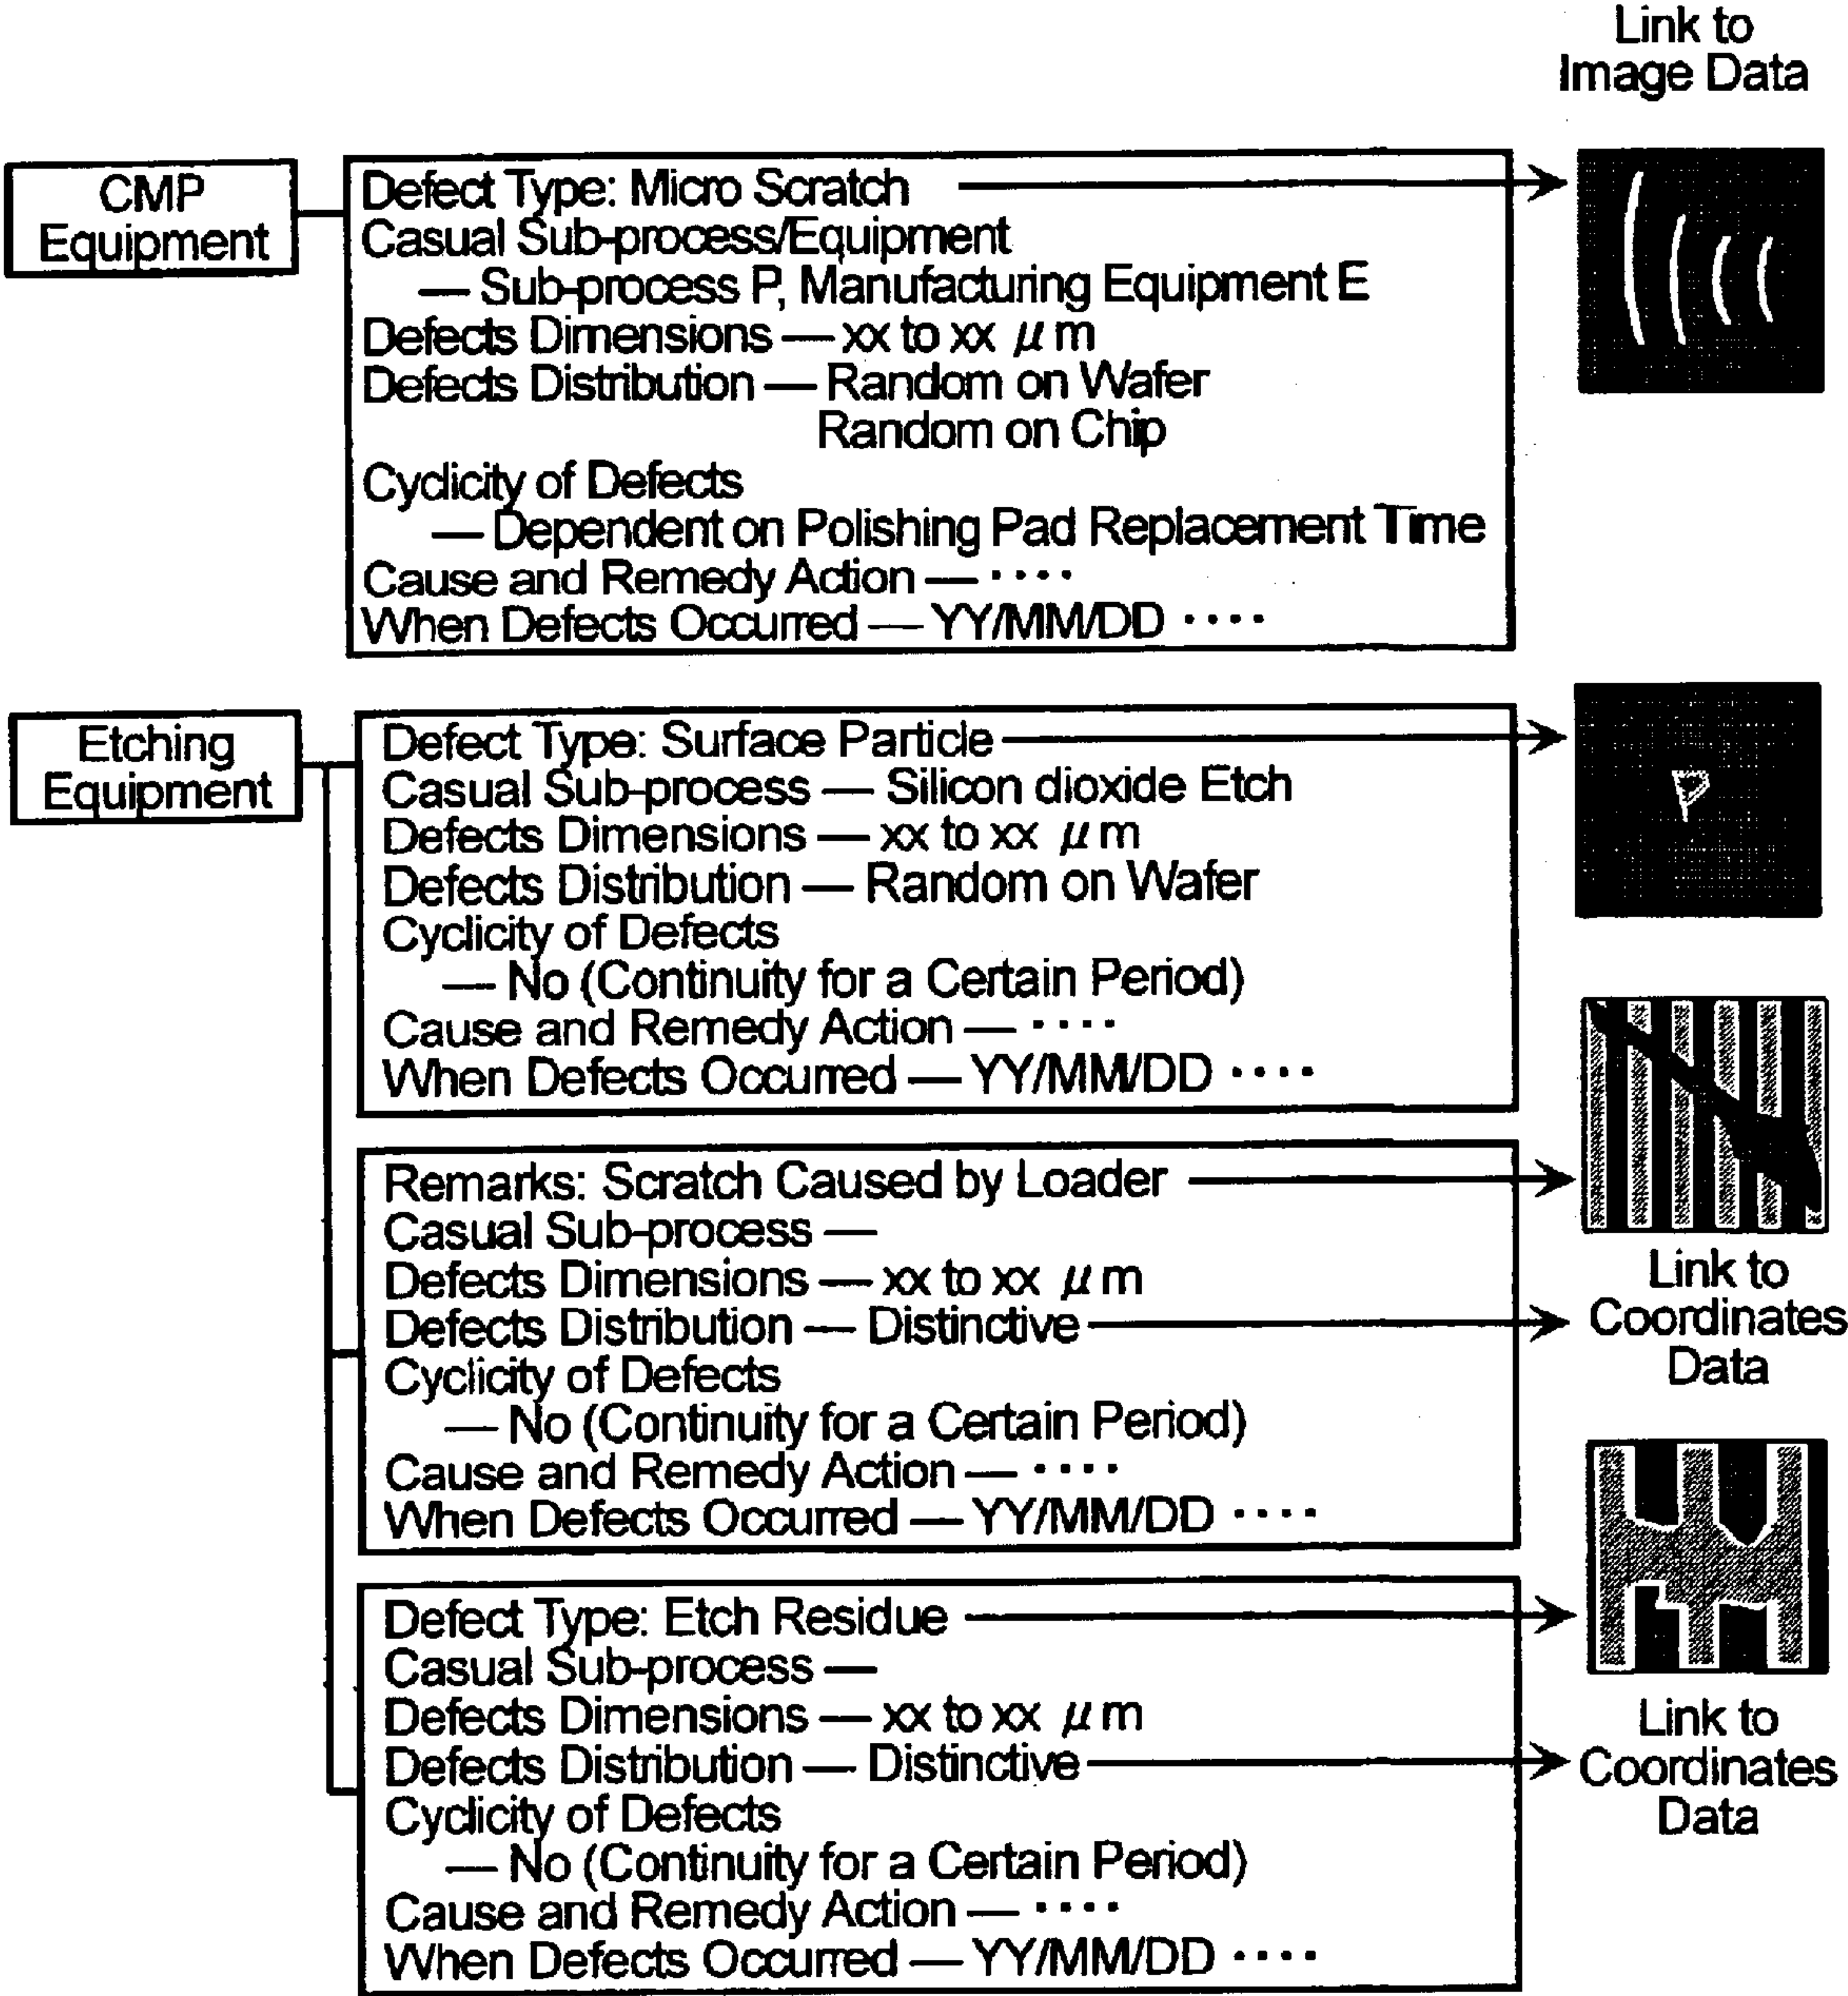 Link to
Image Data
CMP
Equipment
Defect Type: Micro Scratch
Casual Sub-process/Equipment
— Sub-process P, Manufacturing Equipment E
Defects Dimensions — xx to xx μm
Defects Distribution — Random on Wafer
Random on Chip
Cyclicity of Defects
— Dependent on Polishing Pad Replacement Time
Cause and Remedy Action — ····
When Defects Occurred — YY/MM/DD ····
Etching
Equipment
Defect Type: Surface Particle
Casual Sub-process — Silicon dioxide Etch
Defects Dimensions — xx to xx μm
Defects Distribution — Random on Wafer
Cyclicity of Defects
— No (Continuity for a Certain Period)
Cause and Remedy Action — ····
When Defects Occurred — YY/MM/DD ····
Remarks: Scratch Caused by Loader
Casual Sub-process —
Defects Dimensions — xx to xx μm
Defects Distribution — Distinctive
Cyclicity of Defects
— No (Continuity for a Certain Period)
Cause and Remedy Action — ····
When Defects Occurred — YY/MM/DD ····
Link to
Coordinates
Data
Defect Type: Etch Residue
Casual Sub-process —
Defects Dimensions — xx to xx μm
Defects Distribution — Distinctive
Cyclicity of Defects
— No (Continuity for a Certain Period)
Cause and Remedy Action — ····
When Defects Occurred — YY/MM/DD ····
Link to
Coordinates
Data